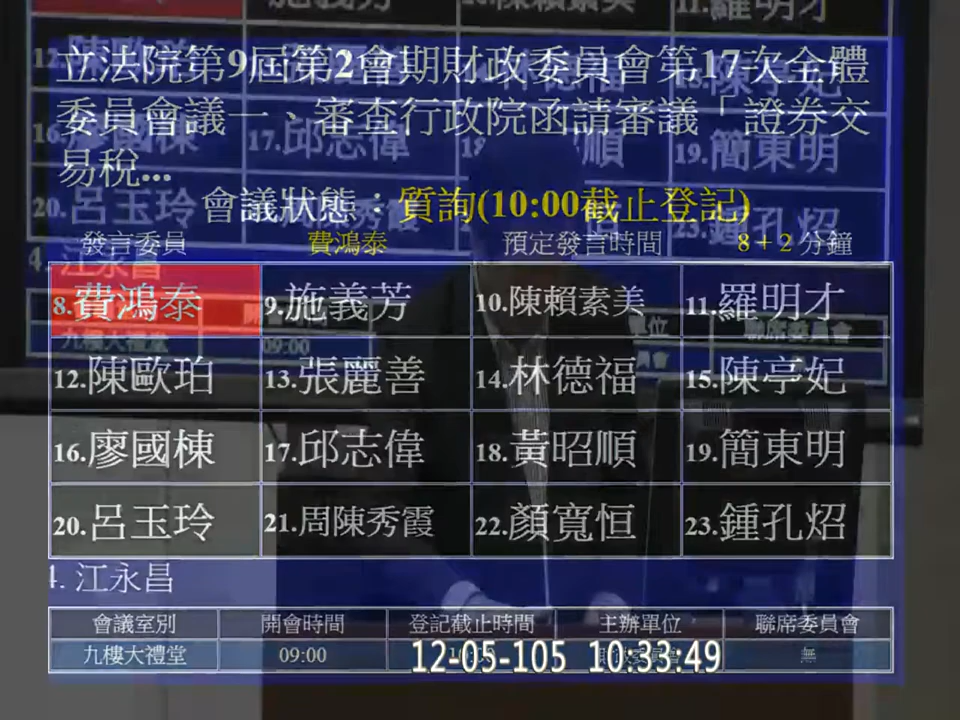 立法院第9屆第2會期財政委員會第17次全體
委員會議一、審查行政院函請審議「證券交
易稅...
會議狀態：質詢(10:00截止登記)
發言委員 費鴻泰 預定發言時間 8+2分鐘
8.費鴻泰 9.施義芳 10.陳賴素美 11.羅明才
12.陳歐珀 13.張麗善 14.林德福 15.陳亭妃
16.廖國棟 17.邱志偉 18.黃昭順 19.簡東明
20.呂玉玲 21.周陳秀霞 22.顏寬恒 23.鍾孔炤
4. 江永昌
會議室別 開會時間 登記截止時間 主辦單位 聯席委員會
九樓大禮堂 09:00 無
12-05-105 10:33:49